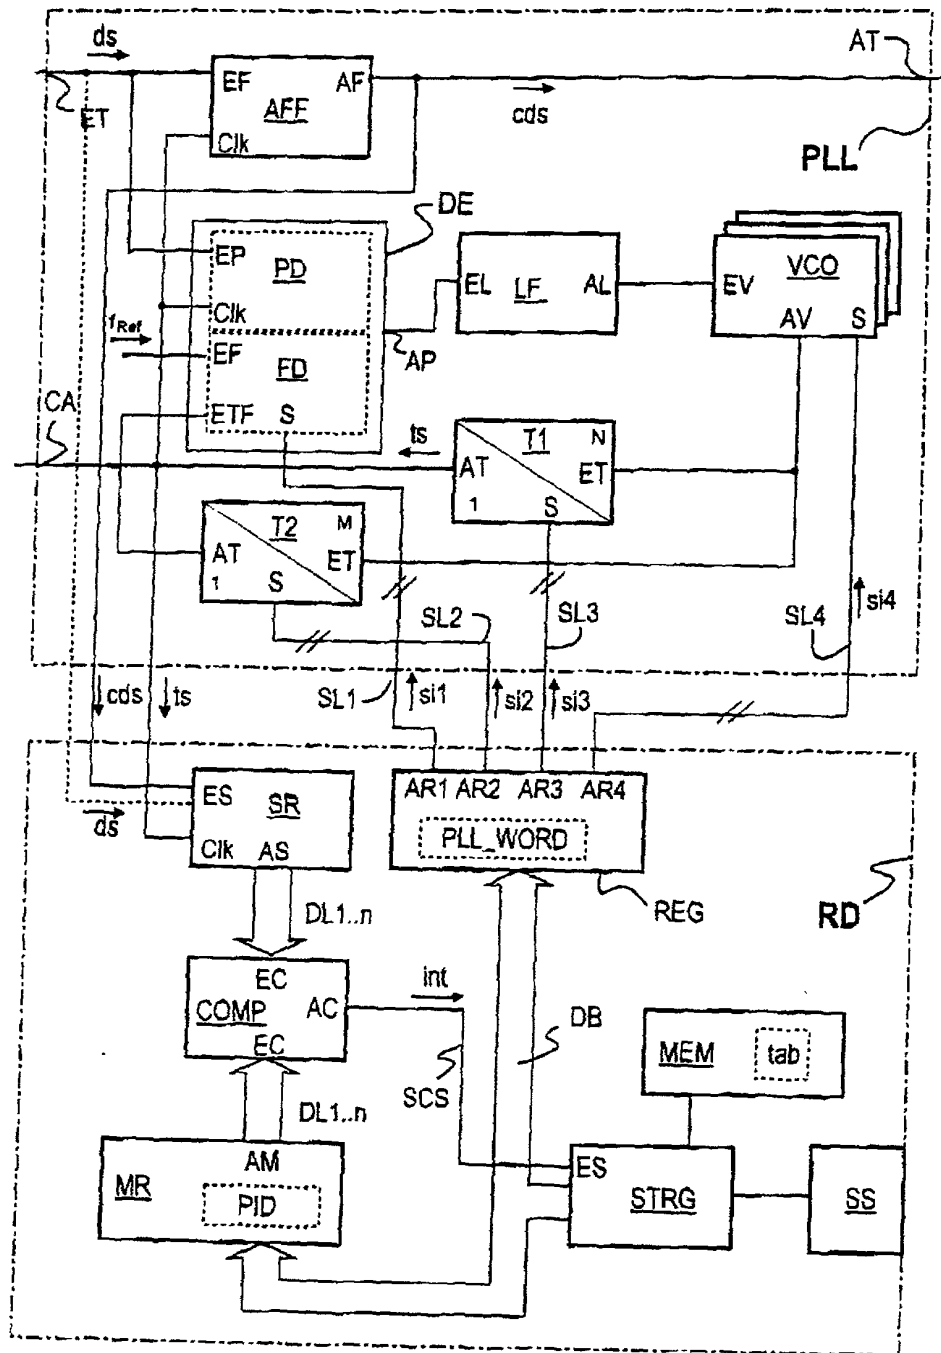 ds
AT
ET
EF AF
AFF
Clk
cds
PLL
DE
EP PD
Clk
fRef
EF
FD
ETF S
AP
EL LF AL
VCO
EV
AV S
CA
ts
T1 N
AT ET
1 S
T2 M
AT ET
1 S
SL2
SL3
SL4
si4
cds
ts
SL1
si1
si2
si3
ES SR
Clk AS
ds
AR1 AR2 AR3 AR4
PLL_WORD
REG
RD
DL1..n
EC
COMP AC
EC
int
DB
SCS
MEM tab
DL1..n
AM
MR PID
ES
STRG
SS